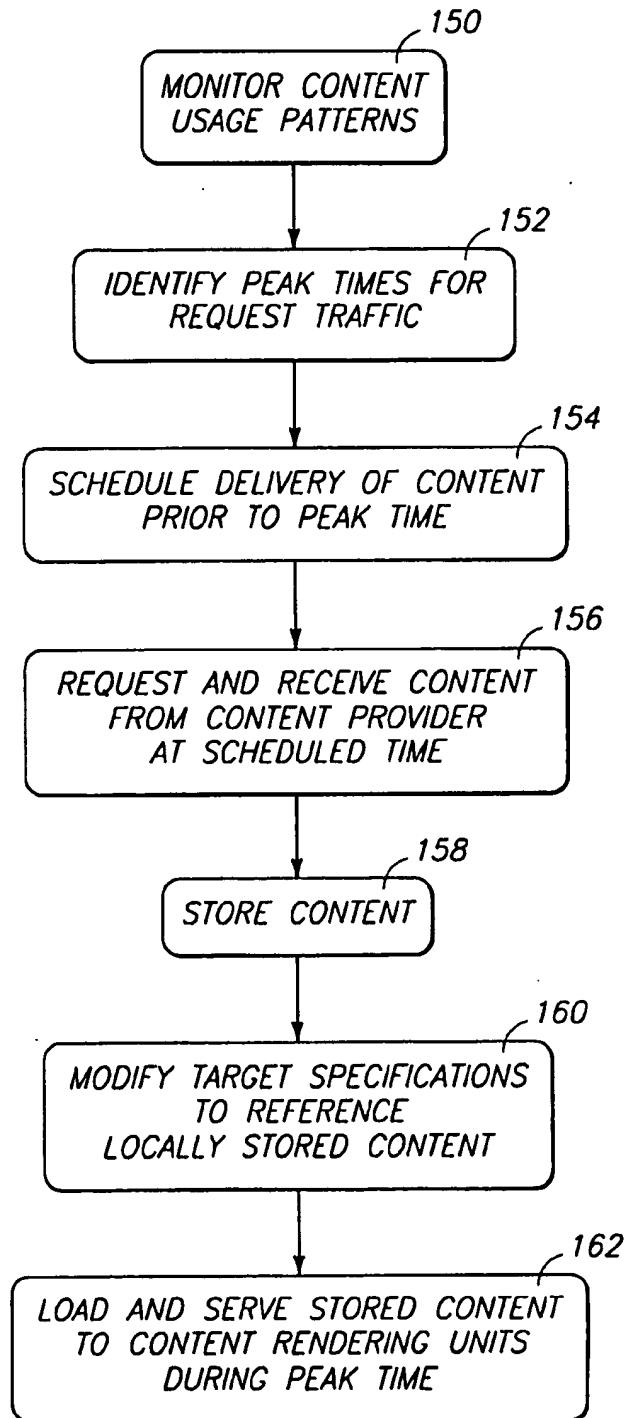 150
MONITOR CONTENT
USAGE PATTERNS
152
IDENTIFY PEAK TIMES FOR
REQUEST TRAFFIC
154
SCHEDULE DELIVERY OF CONTENT
PRIOR TO PEAK TIME
156
REQUEST AND RECEIVE CONTENT
FROM CONTENT PROVIDER
AT SCHEDULED TIME
158
STORE CONTENT
160
MODIFY TARGET SPECIFICATIONS
TO REFERENCE
LOCALLY STORED CONTENT
162
LOAD AND SERVE STORED CONTENT
TO CONTENT RENDERING UNITS
DURING PEAK TIME